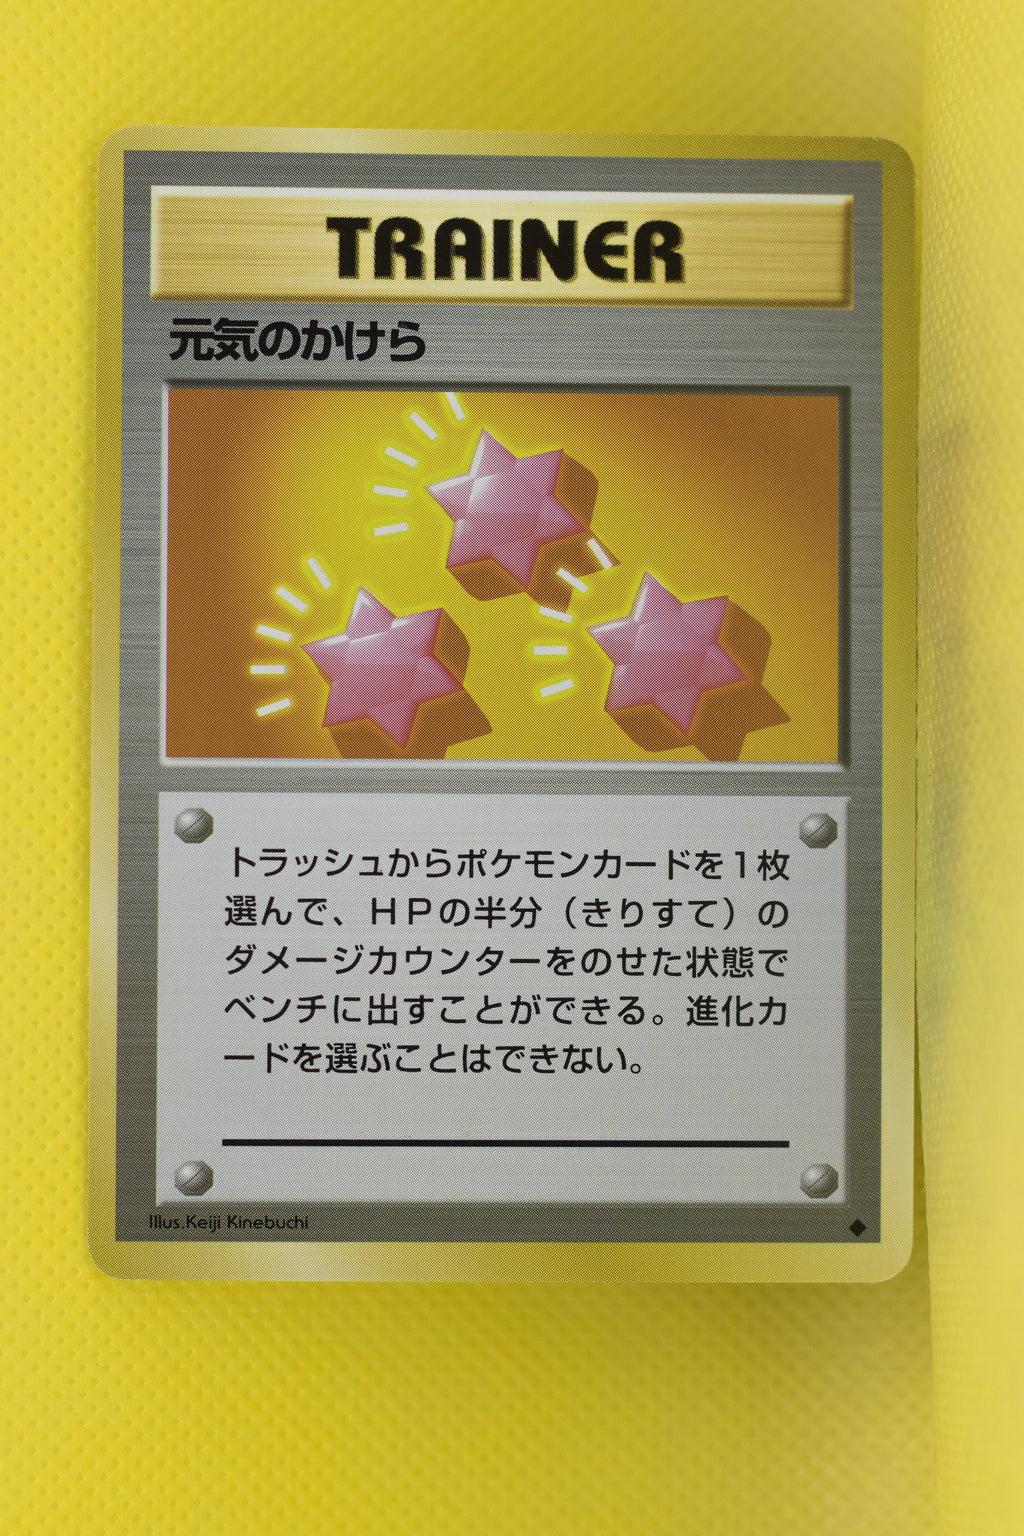 TRAINER
元気のかけら
トラッシュからポケモンカードを１枚
選んで、ＨＰの半分（きりすて）の
ダメージカウンターをのせた状態で
ベンチに出すことができる。進化カ
ードを選ぶことはできない。
Illus.Keiji Kinebuchi